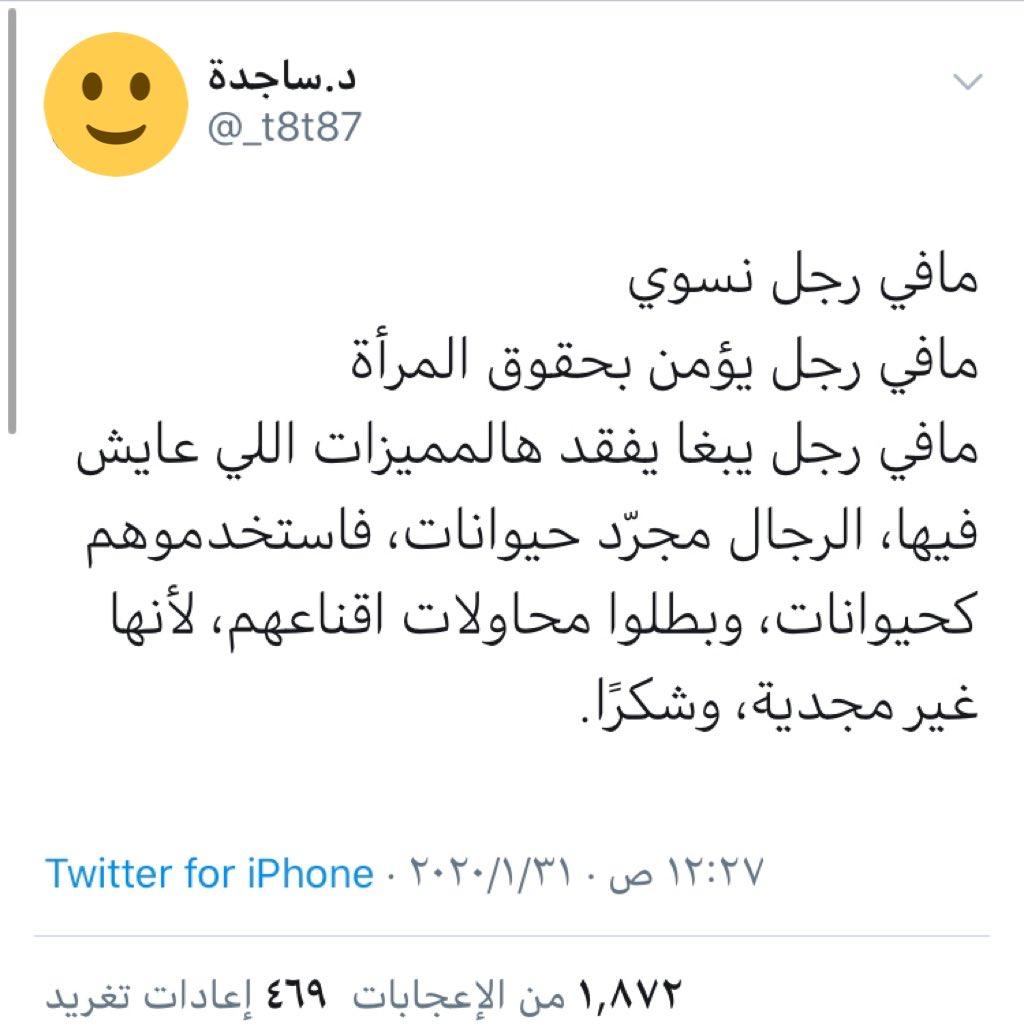 د.ساجدة
@_t8t87
مافي رجل نسوي
مافي رجل يؤمن بحقوق المرأة
مافي رجل يبغا يفقد هالمميزات اللي عايش
فيها، الرجال مجرّد حيوانات، فاستخدموهم
كحيوانات، وبطلوا محاولات اقناعهم، لأنها
غير مجدية، وشكرًا.
١٢:٢٧ ص · ٢٠٢٠/١/٣١ · Twitter for iPhone
١,٨٧٢ من الإعجابات ٤٦٩ إعادات تغريد